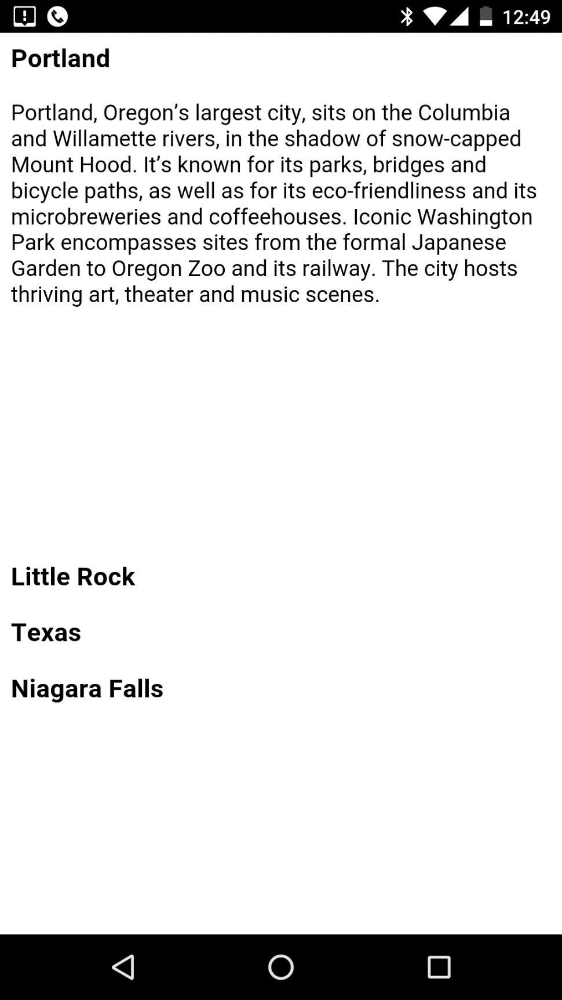 12:49
Portland
Portland, Oregon’s largest city, sits on the Columbia
and Willamette rivers, in the shadow of snow-capped
Mount Hood. It’s known for its parks, bridges and
bicycle paths, as well as for its eco-friendliness and its
microbreweries and coffeehouses. Iconic Washington
Park encompasses sites from the formal Japanese
Garden to Oregon Zoo and its railway. The city hosts
thriving art, theater and music scenes.
Little Rock
Texas
Niagara Falls